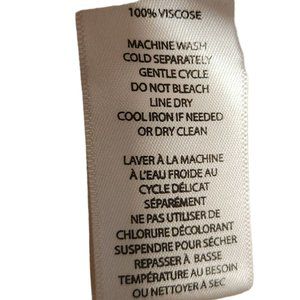 100% VISCOSE
MACHINE WASH
COLD SEPARATELY
GENTLE CYCLE
DO NOT BLEACH
LINE DRY
COOL IRON IF NEEDED
OR DRY CLEAN
LAVER À LA MACHINE
À L'EAU FROIDE AU
CYCLE DÉLICAT
SÉPARÉMENT
NE PAS UTILISER DE
CHLORURE DÉCOLORANT
SUSPENDRE POUR SÉCHER
REPASSER À BASSE
TEMPÉRATURE AU BESOIN
OU NETTOYER À SEC